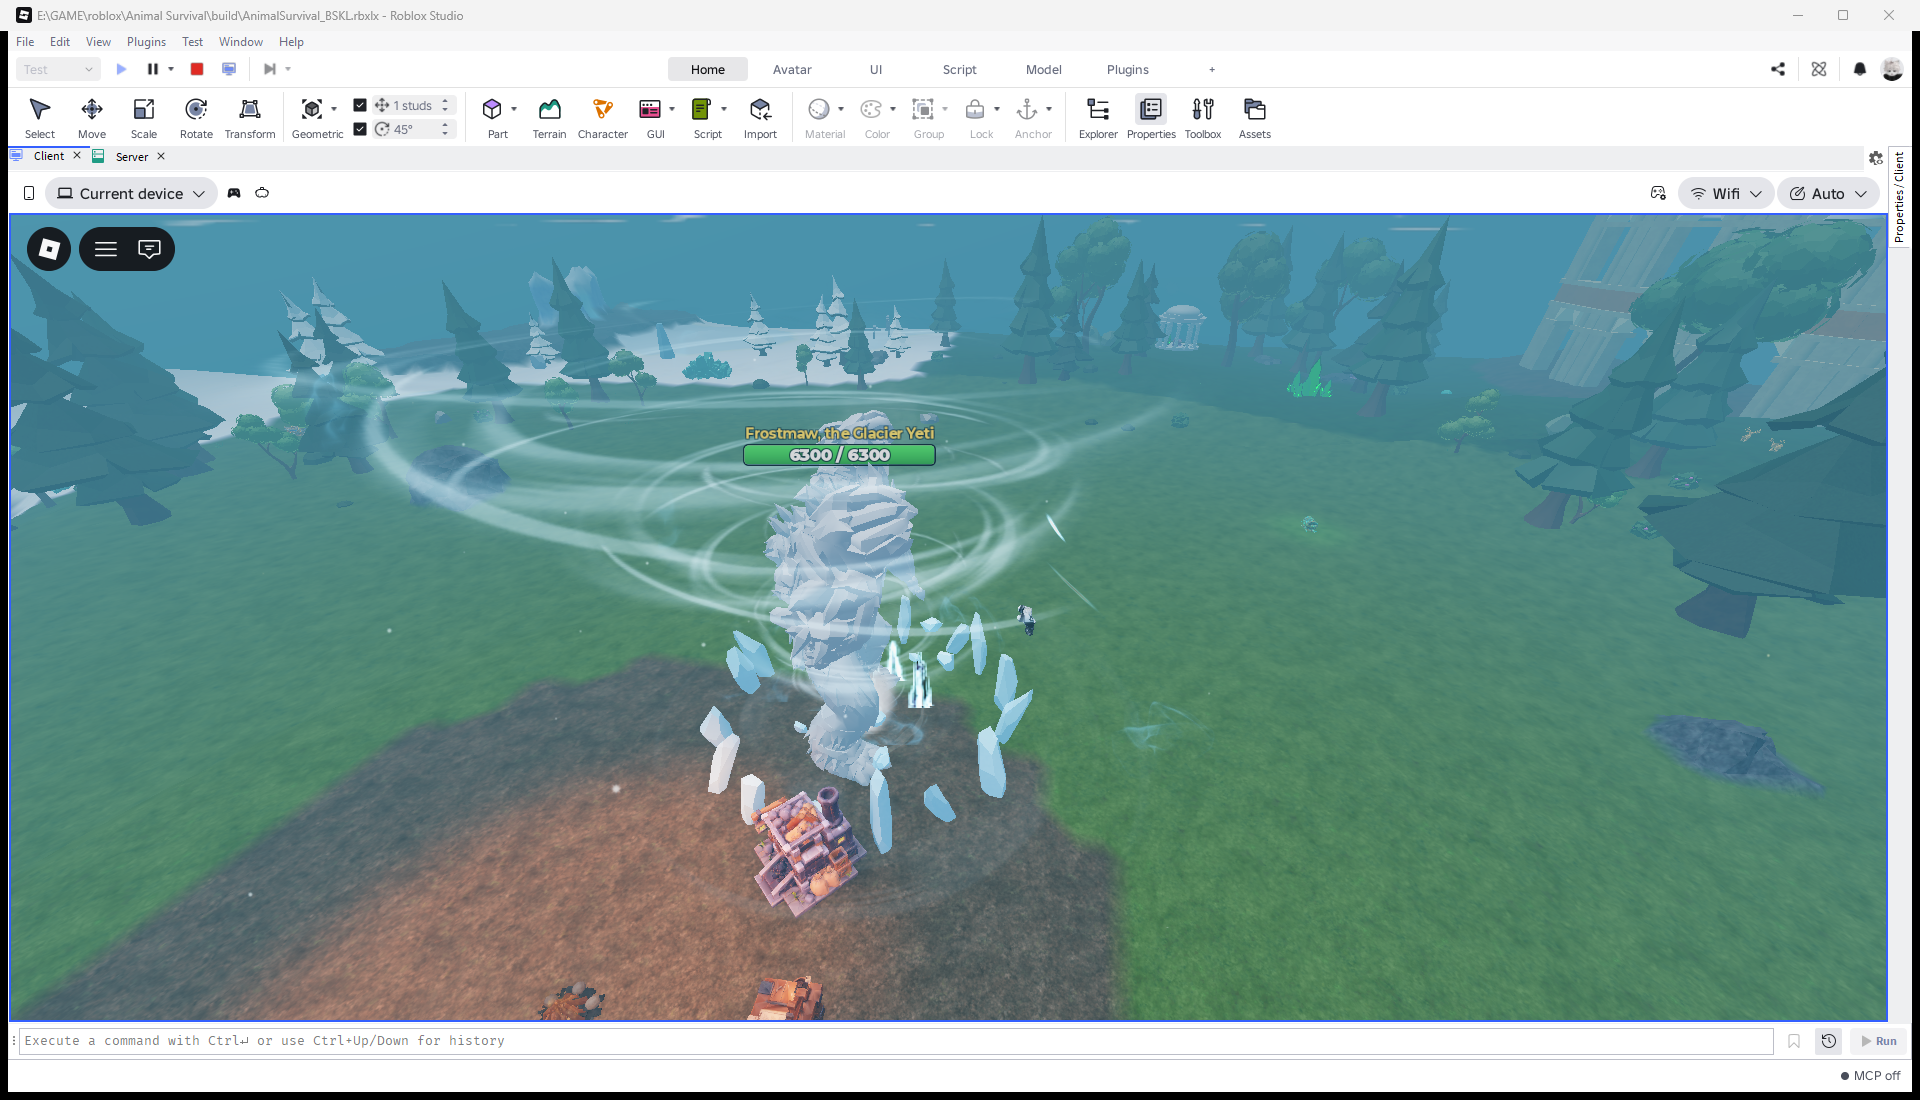 E:\GAME\roblox\Animal Survival\build\AnimalSurvival_BSKL.rbxlx - Roblox Studio
File Edit View Plugins Test Window Help
Test
Home Avatar UI Script Model Plugins +
1 studs
45°
Select Move Scale Rotate Transform Geometric Part Terrain Character GUI Script Import Material Color Group Lock Anchor Explorer Properties Toolbox Assets
Client Server
Properties / Client
Current device Wifi Auto
Frostmaw, the Glacier Yeti
6300 / 6300
Execute a command with Ctrl↵ or use Ctrl+Up/Down for history
Run
MCP off